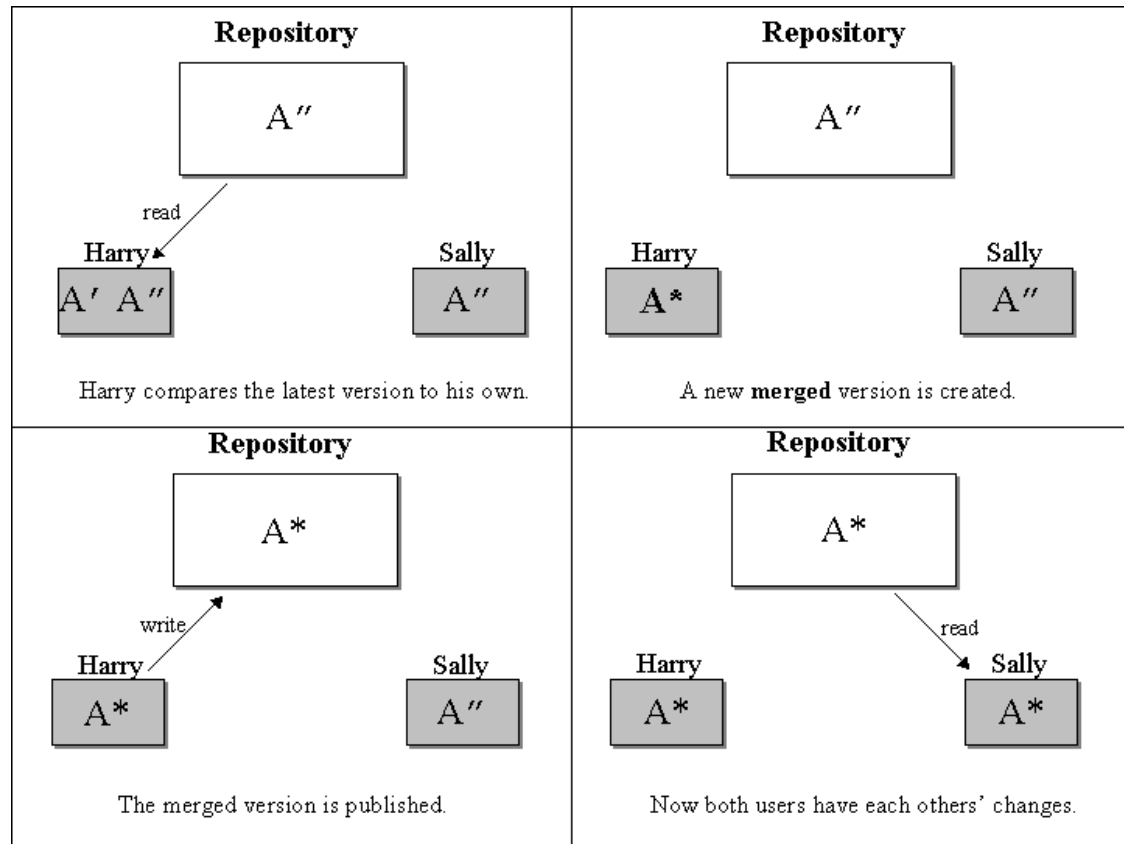 Repository
A″
read
Harry
Sally
A′ A″
A″
Harry compares the latest version to his own.
Repository
A″
Harry
Sally
A*
A″
A new merged version is created.
Repository
A*
write
Harry
Sally
A*
A″
The merged version is published.
Repository
A*
read
Harry
Sally
A*
A*
Now both users have each others’ changes.